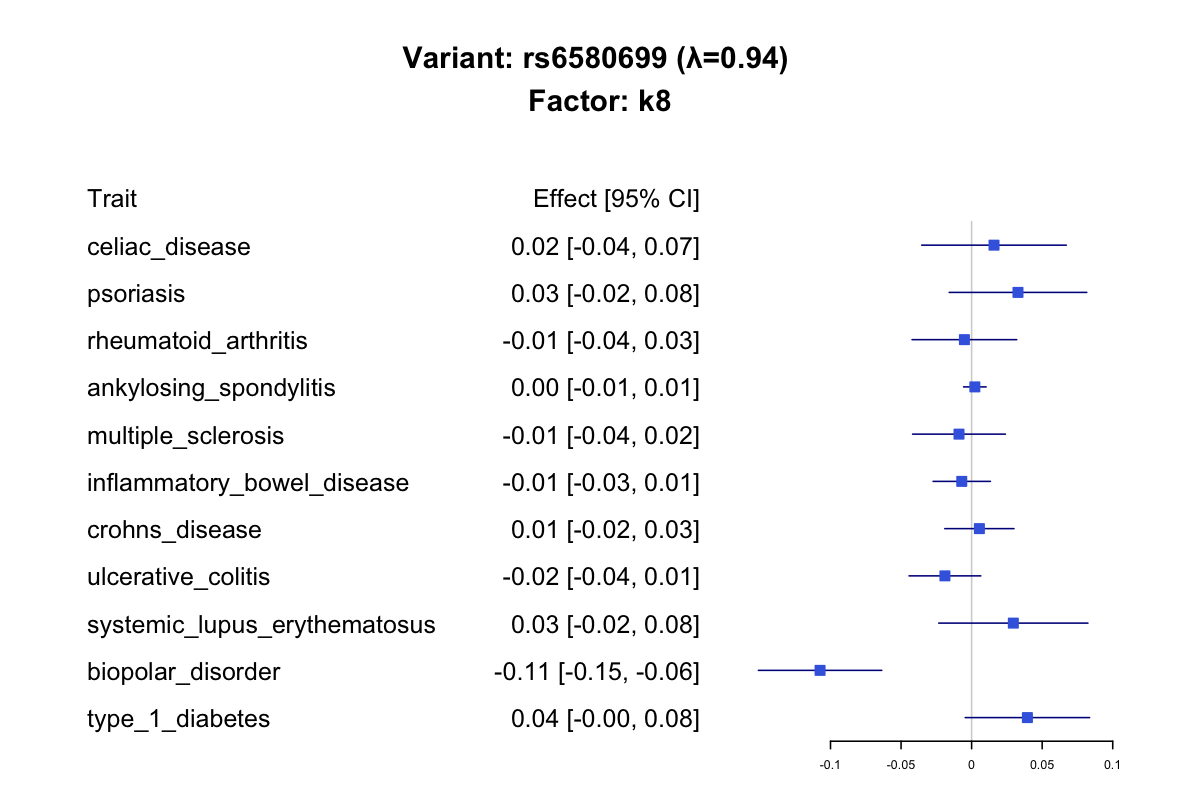 Variant: rs6580699 (λ=0.94)
Factor: k8
Trait Effect [95% CI]
celiac_disease 0.02 [-0.04, 0.07]
psoriasis 0.03 [-0.02, 0.08]
rheumatoid_arthritis -0.01 [-0.04, 0.03]
ankylosing_spondylitis 0.00 [-0.01, 0.01]
multiple_sclerosis -0.01 [-0.04, 0.02]
inflammatory_bowel_disease -0.01 [-0.03, 0.01]
crohns_disease 0.01 [-0.02, 0.03]
ulcerative_colitis -0.02 [-0.04, 0.01]
systemic_lupus_erythematosus 0.03 [-0.02, 0.08]
biopolar_disorder -0.11 [-0.15, -0.06]
type_1_diabetes 0.04 [-0.00, 0.08]
-0.1 -0.05 0 0.05 0.1